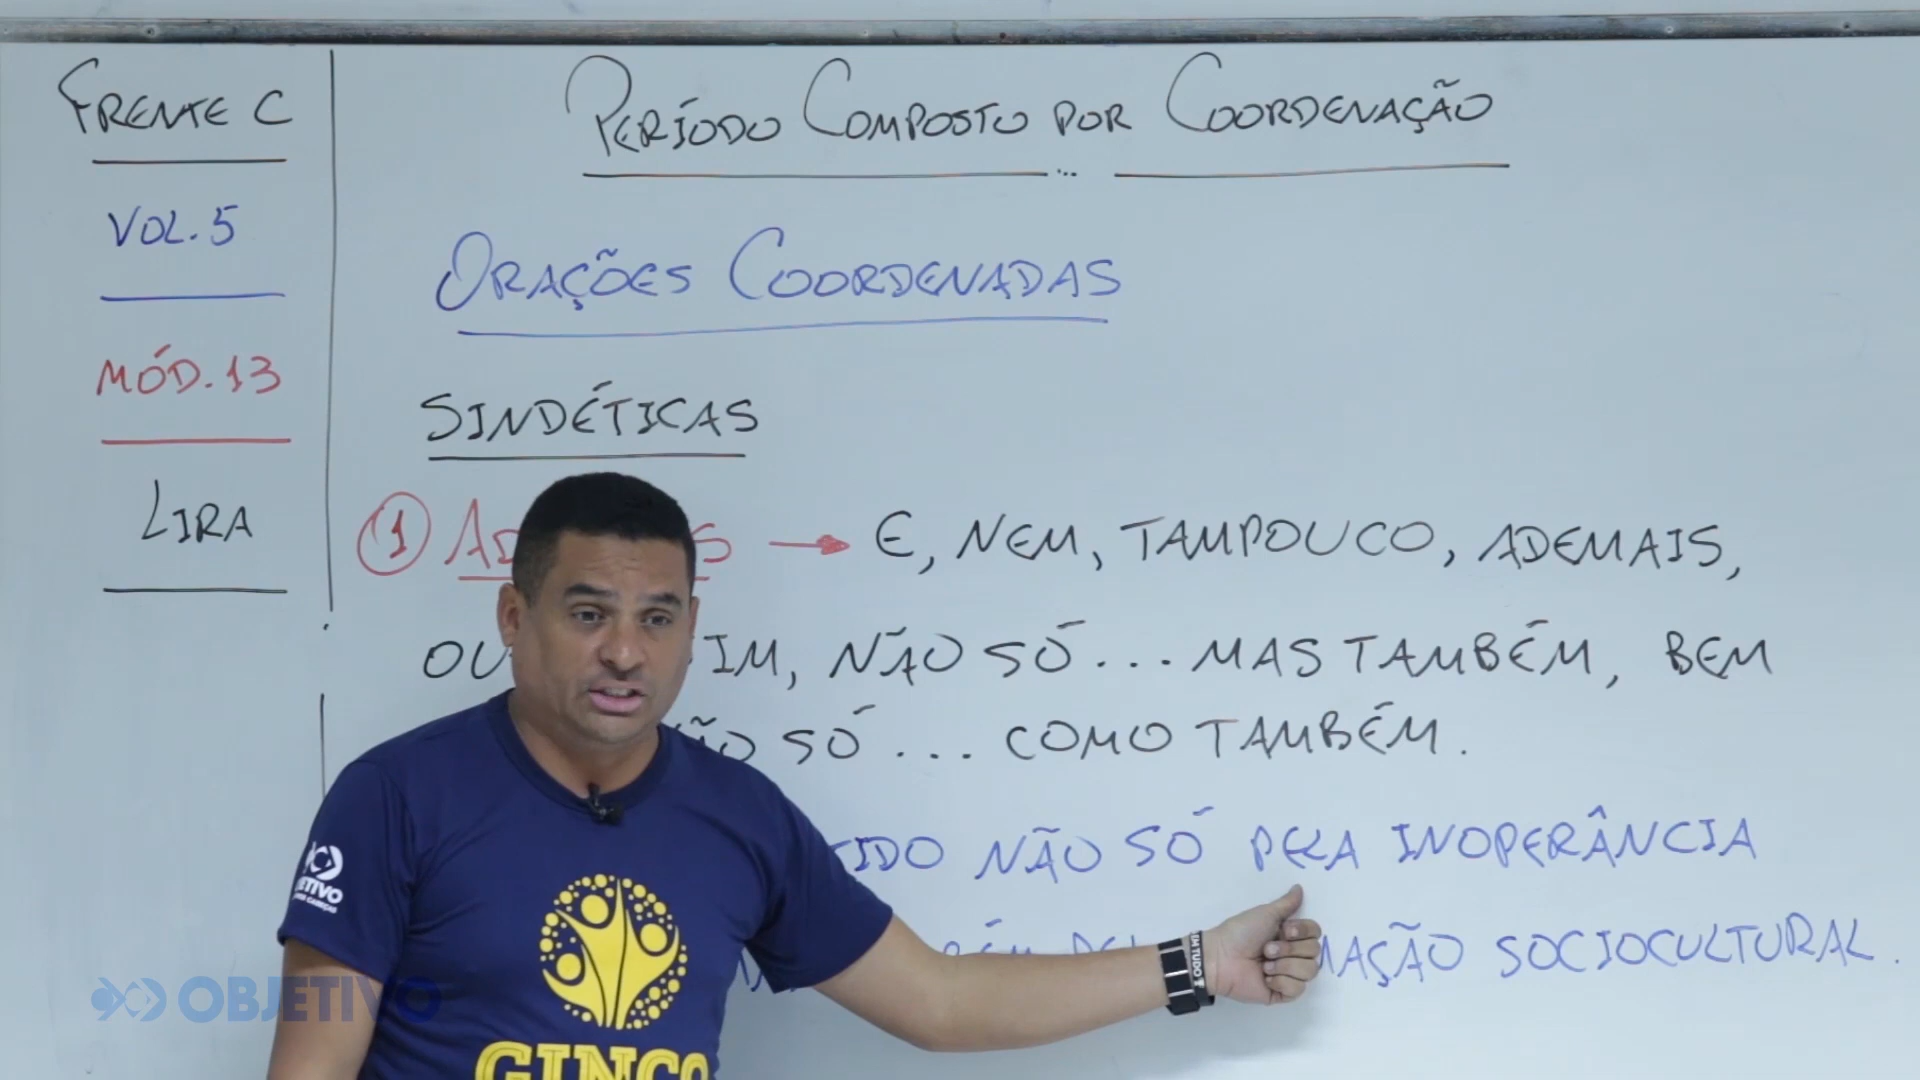 FRENTE C
VOL. 5
MÓD. 13
LIRA
PERÍODO COMPOSTO POR COORDENAÇÃO
ORAÇÕES COORDENADAS
SINDÉTICAS
1 → E, NEM, TAMPOUCO, ADEMAIS,
NÃO SÓ... MAS TAMBÉM, BEM
SÓ... COMO TAMBÉM.
NÃO SÓ PELA INOPERÂNCIA
SOCIOCULTURAL.
OBJETIVO
GINCO